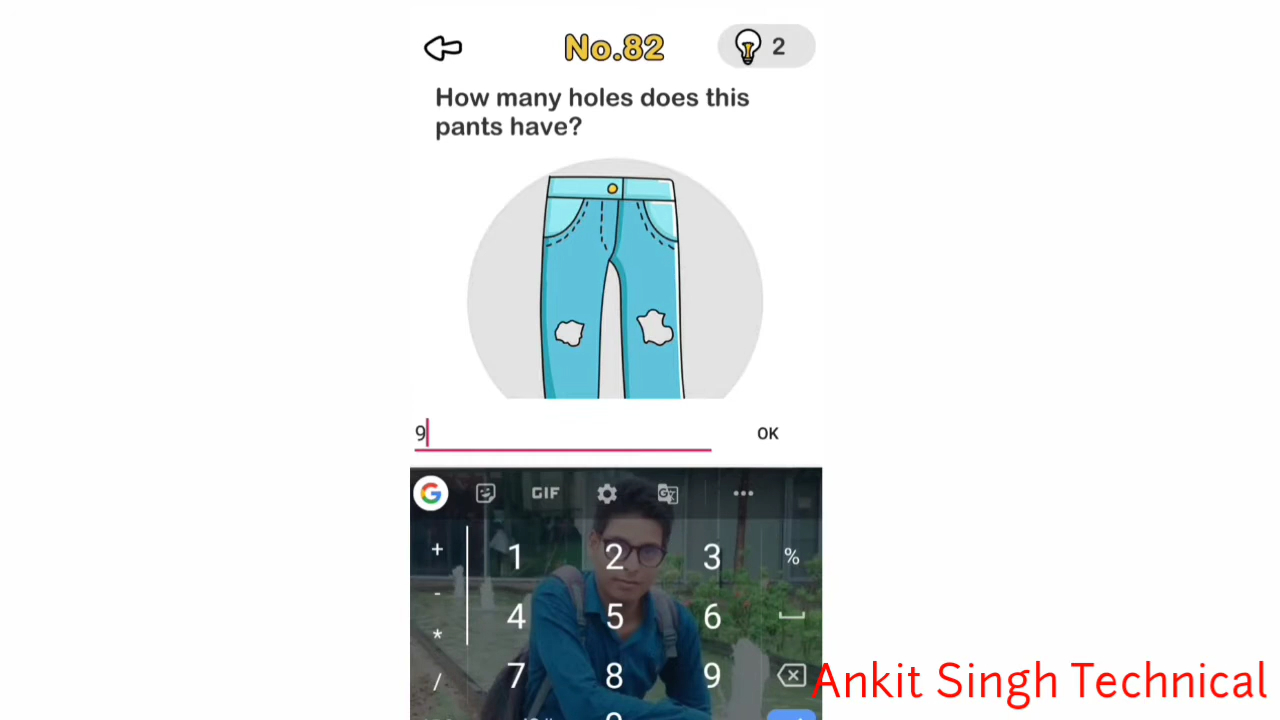 No.82
2
How many holes does this
pants have?
9
OK
G
GIF
G
+
1
2
3
%
-
4
5
6
*
7
8
9
/
Ankit Singh Technical